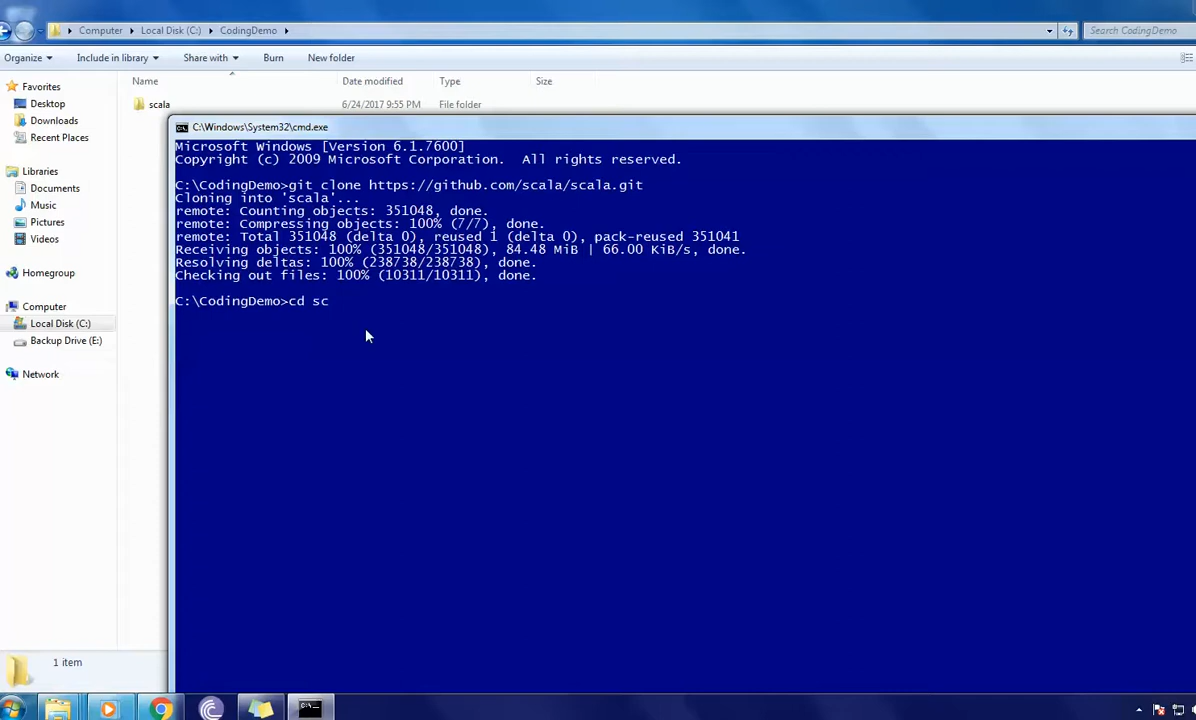 Computer Local Disk (C:) CodingDemo
Search CodingDemo
Organize Include in library Share with Burn New folder
Name Date modified Type Size
scala 6/24/2017 9:55 PM File folder
Favorites
Desktop
Downloads
Recent Places
Libraries
Documents
Music
Pictures
Videos
Homegroup
Computer
Local Disk (C:)
Backup Drive (E:)
Network
1 item
C:\Windows\System32\cmd.exe
Microsoft Windows [Version 6.1.7600]
Copyright (c) 2009 Microsoft Corporation.  All rights reserved.
C:\CodingDemo>git clone https://github.com/scala/scala.git
Cloning into 'scala'...
remote: Counting objects: 351048, done.
remote: Compressing objects: 100% (7/7), done.
remote: Total 351048 (delta 0), reused 1 (delta 0), pack-reused 351041
Receiving objects: 100% (351048/351048), 84.48 MiB | 66.00 KiB/s, done.
Resolving deltas: 100% (238738/238738), done.
Checking out files: 100% (10311/10311), done.
C:\CodingDemo>cd sc